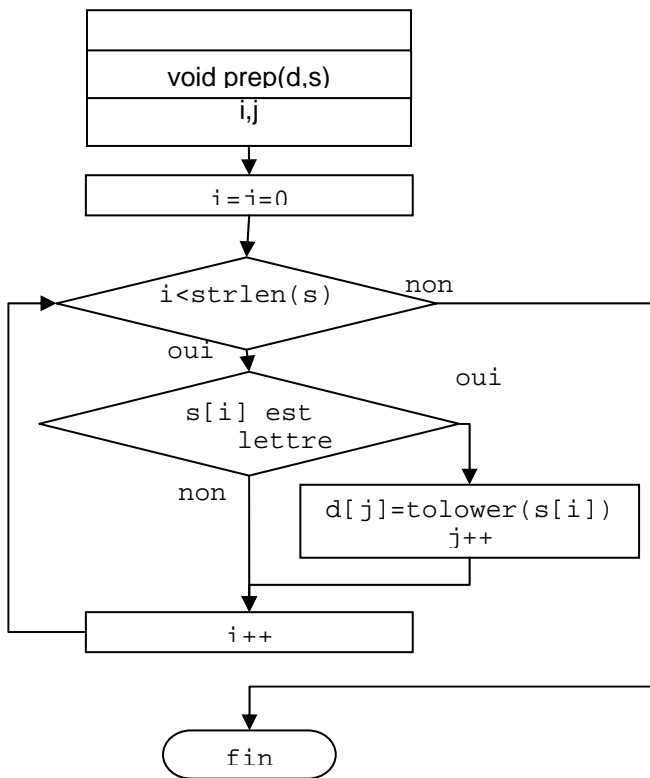 void prep(d,s)
i,j
i=j=0
i<strlen(s)
non
oui
oui
s[i] est
lettre
non
d[j]=tolower(s[i])
j++
i++
fin